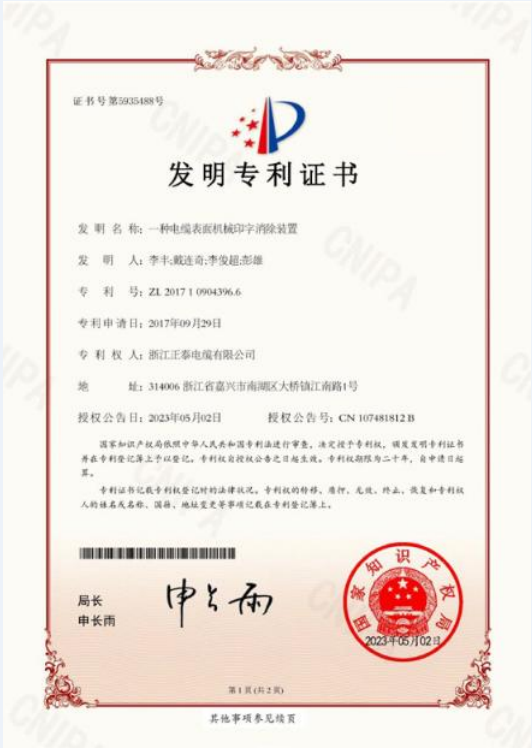 证书号第5935488号
发明专利证书
发 明 名 称：一种电缆表面机械印字消除装置
发 明 人：李丰;戴连奇;李俊超;彭雄
专 利 号：ZL 2017 1 0904396.6
专利申请日：2017年09月29日
专 利 权 人：浙江正泰电缆有限公司
地 址：314006 浙江省嘉兴市南湖区大桥镇江南路1号
授权公告日：2023年05月02日 授权公告号：CN 107481812 B
国家知识产权局依照中华人民共和国专利法进行审查，决定授予专利权，颁发发明专利证书
并在专利登记簿上予以登记。专利权自授权公告之日起生效。专利权期限为二十年，自申请日起
算。
专利证书记载专利权登记时的法律状况。专利权的转移、质押、无效、终止、恢复和专利权
人的姓名或名称、国籍、地址变更等事项记载在专利登记簿上。
局长
申长雨
申长雨
国家知识产权局
2023年05月02日
第 1 页 (共 2 页)
其他事项参见续页
CNIPA
CNIPA
CNIPA
CNIPA